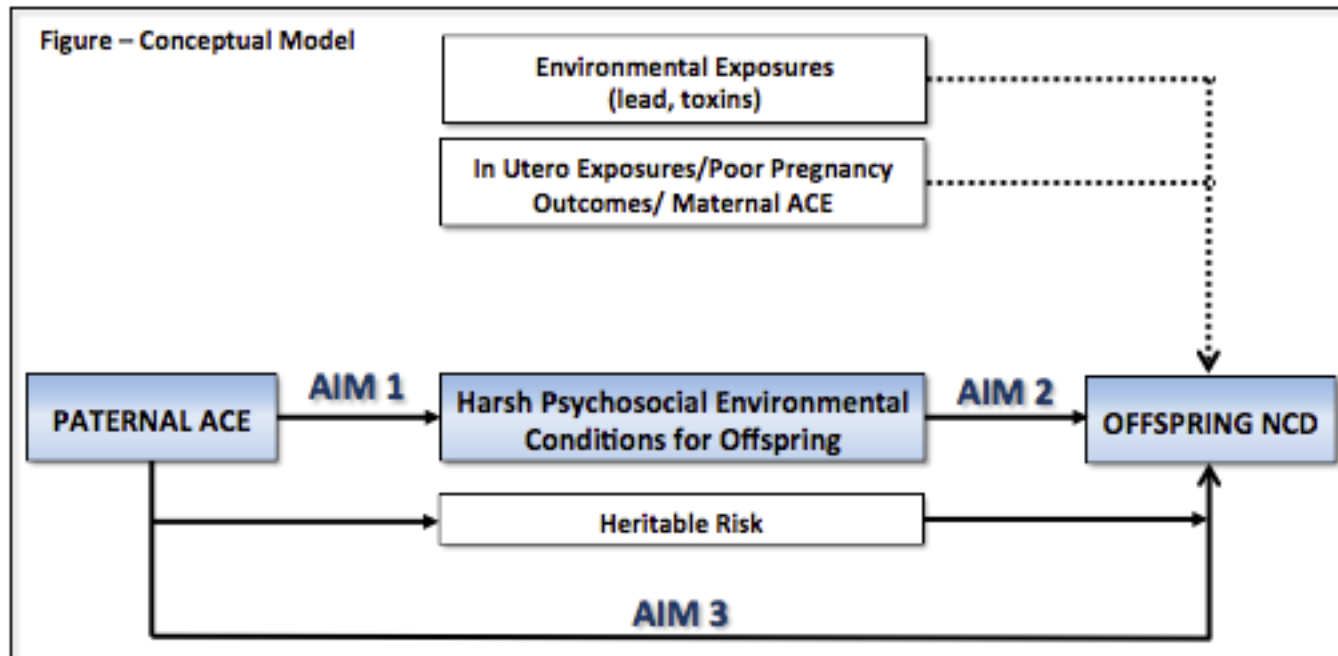 Figure – Conceptual Model
Environmental Exposures
(lead, toxins)
In Utero Exposures/Poor Pregnancy
Outcomes/ Maternal ACE
PATERNAL ACE
AIM 1
Harsh Psychosocial Environmental
Conditions for Offspring
AIM 2
OFFSPRING NCD
Heritable Risk
AIM 3